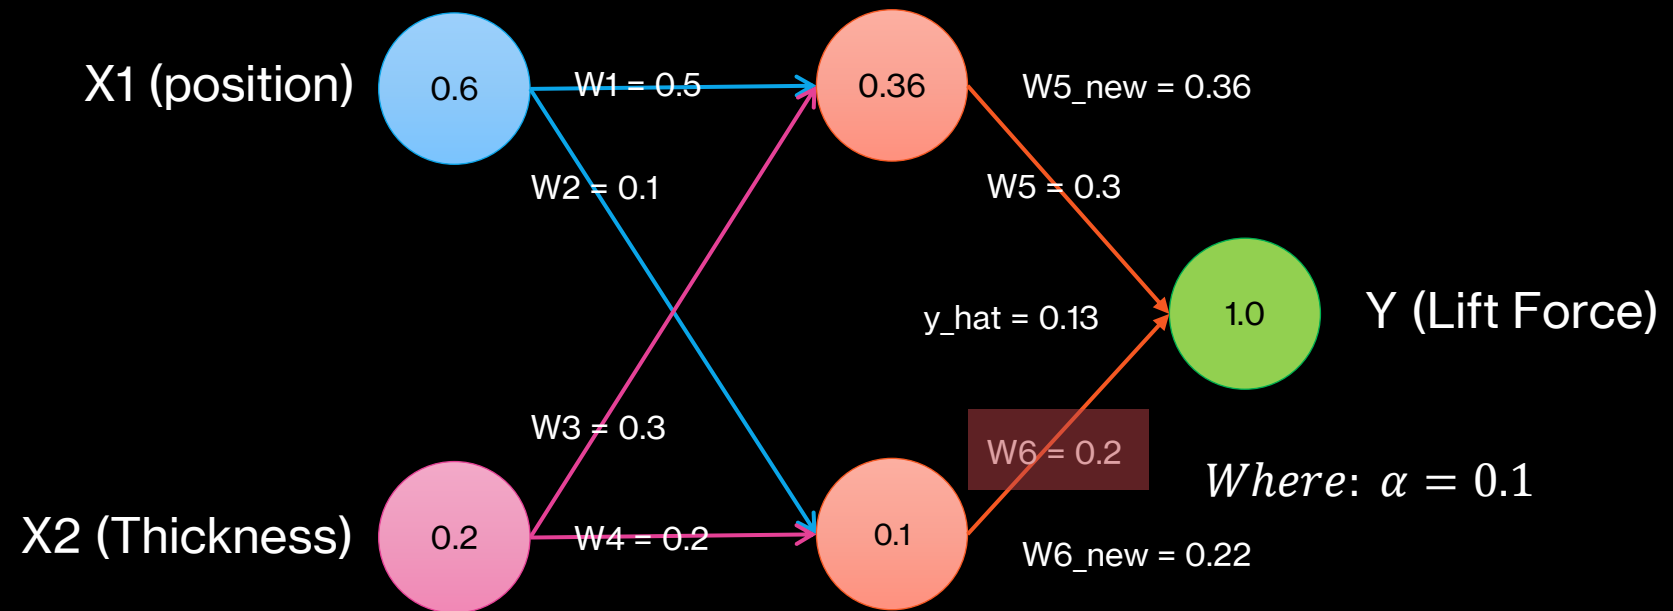 X1 (position)
0.6
W1 = 0.5
0.36
W5_new = 0.36
W2 = 0.1
W5 = 0.3
y_hat = 0.13
1.0
Y (Lift Force)
W3 = 0.3
W6 = 0.2
Where: α = 0.1
X2 (Thickness)
0.2
W4 = 0.2
0.1
W6_new = 0.22